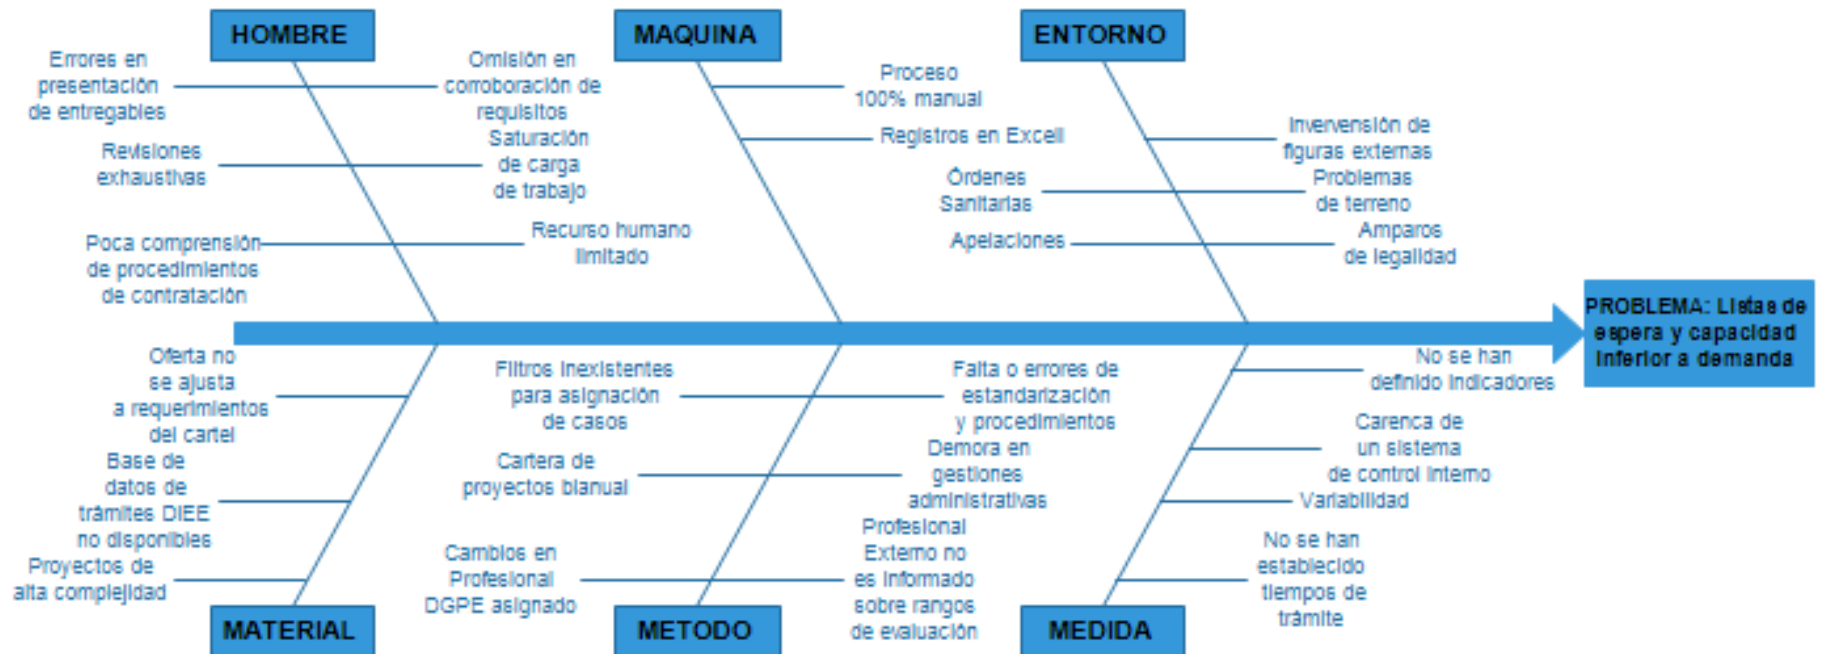 HOMBRE
Errores en
presentación
de entregables
Omisión en
corroboración de
requisitos
Revisiones
exhaustivas
Saturación
de carga
de trabajo
Poca comprensión
de procedimientos
de contratación
Recurso humano
limitado
MAQUINA
Proceso
100% manual
Registros en Excell
ENTORNO
Invervensión de
figuras externas
Órdenes
Sanitarias
Problemas
de terreno
Apelaciones
Amparos
de legalidad
PROBLEMA: Listas de
espera y capacidad
inferior a demanda
Oferta no
se ajusta
a requerimientos
del cartel
Base de
datos de
trámites DIEE
no disponibles
Proyectos de
alta complejidad
MATERIAL
Filtros inexistentes
para asignación
de casos
Falta o errores de
estandarización
y procedimientos
Cartera de
proyectos bianual
Demora en
gestiones
administrativas
Cambios en
Profesional
DGPE asignado
Profesional
Externo no
es informado
sobre rangos
de evaluación
METODO
No se han
definido indicadores
Carenca de
un sistema
de control interno
Variabilidad
No se han
establecido
tiempos de
trámite
MEDIDA